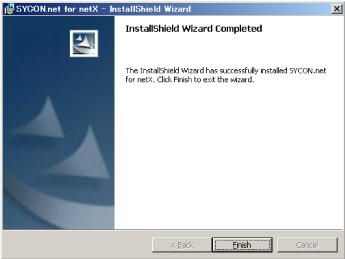 SYCON.net for netX - InstallShield Wizard
InstallShield Wizard Completed
The InstallShield Wizard has successfully installed SYCON.net
for netX. Click Finish to exit the wizard.
< Back
Finish
Cancel